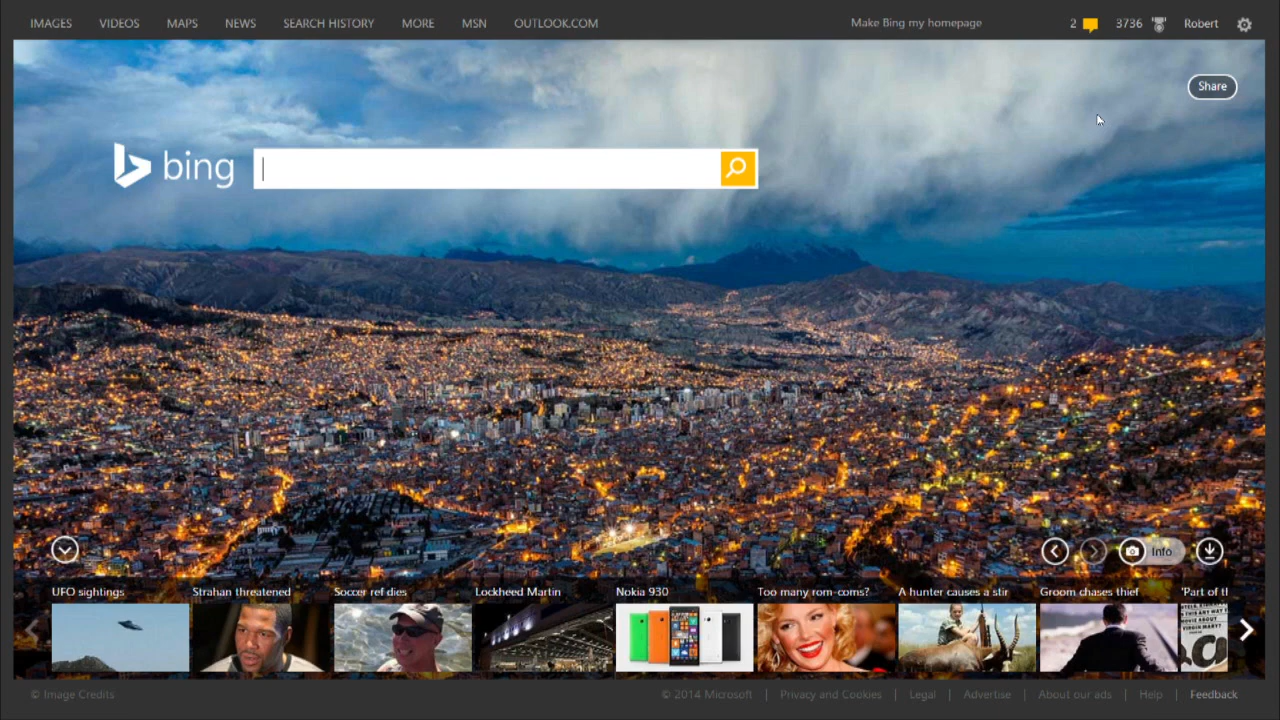 IMAGES VIDEOS MAPS NEWS SEARCH HISTORY MORE MSN OUTLOOK.COM Make Bing my homepage 2 3736 Robert
Share
bing
Info
UFO sightings Strahan threatened Soccer ref dies Lockheed Martin Nokia 930 Too many rom-coms? A hunter causes a stir Groom chases thief 'Part of
© Image Credits © 2014 Microsoft | Privacy and Cookies | Legal | Advertise | About our ads | Help | Feedback